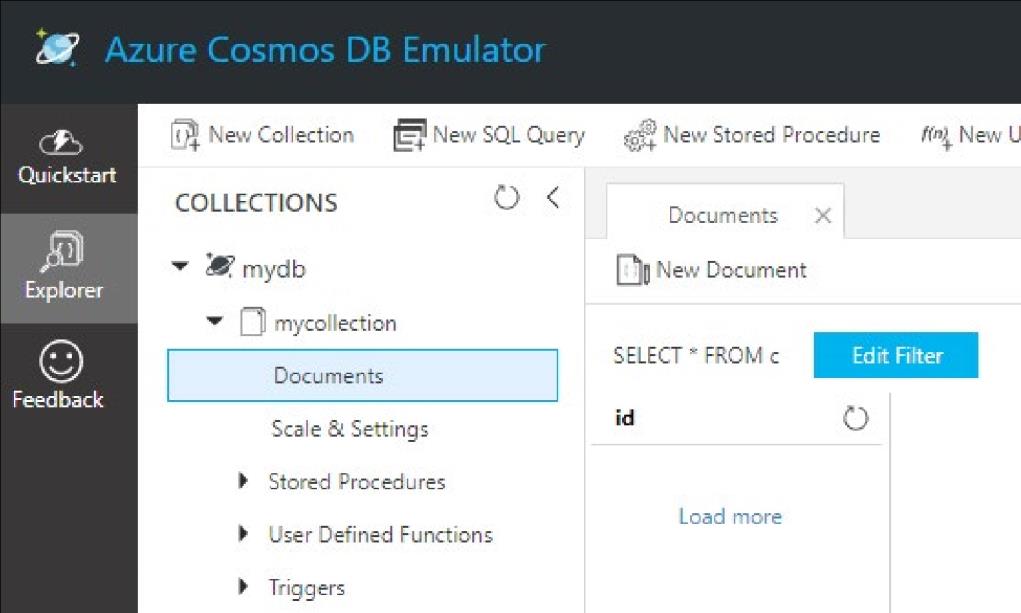 Azure Cosmos DB Emulator
Quickstart
Explorer
Feedback
New Collection
New SQL Query
New Stored Procedure
f(n) New U
COLLECTIONS
mydb
mycollection
Documents
Scale & Settings
Stored Procedures
User Defined Functions
Triggers
Documents
New Document
SELECT * FROM c
Edit Filter
id
Load more